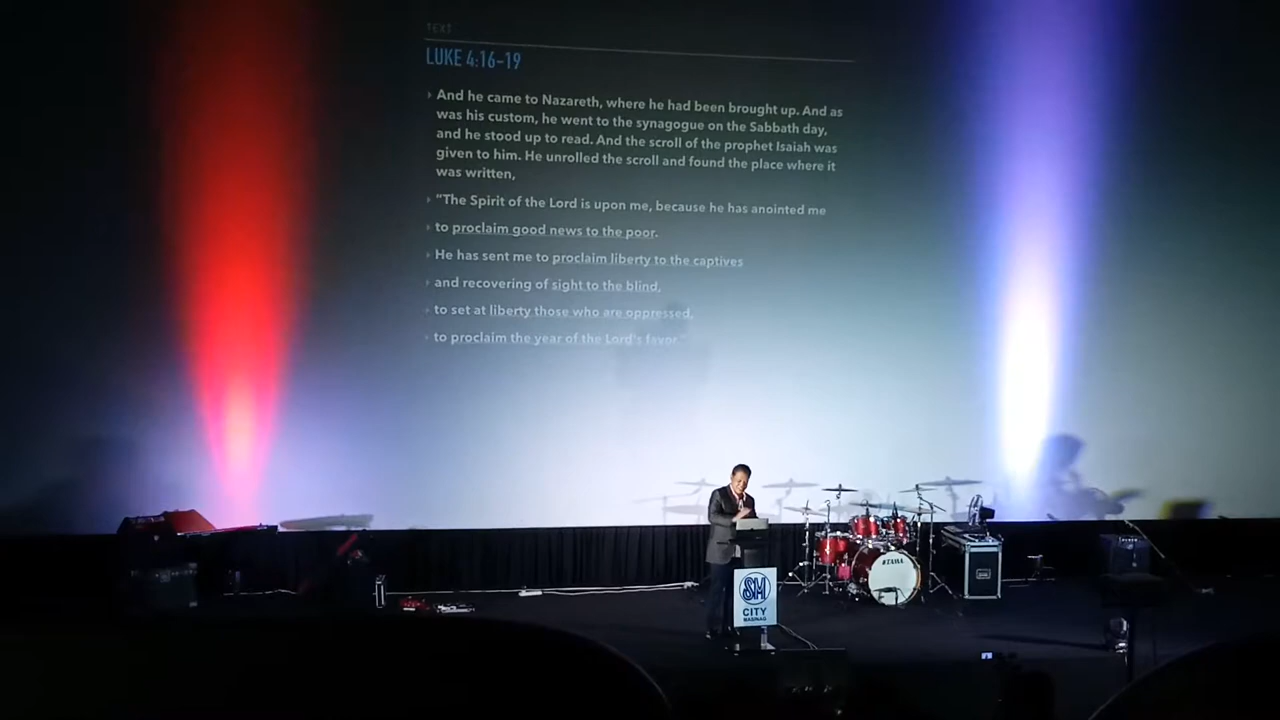 TEXT
LUKE 4:16-19
And he came to Nazareth, where he had been brought up. And as
was his custom, he went to the synagogue on the Sabbath day,
and he stood up to read. And the scroll of the prophet Isaiah was
given to him. He unrolled the scroll and found the place where it
was written,
"The Spirit of the Lord is upon me, because he has anointed me
to proclaim good news to the poor.
He has sent me to proclaim liberty to the captives
and recovering of sight to the blind,
to set at liberty those who are oppressed,
to proclaim the year of the Lord's favor."
TAMA
SM
CITY
MASINAG